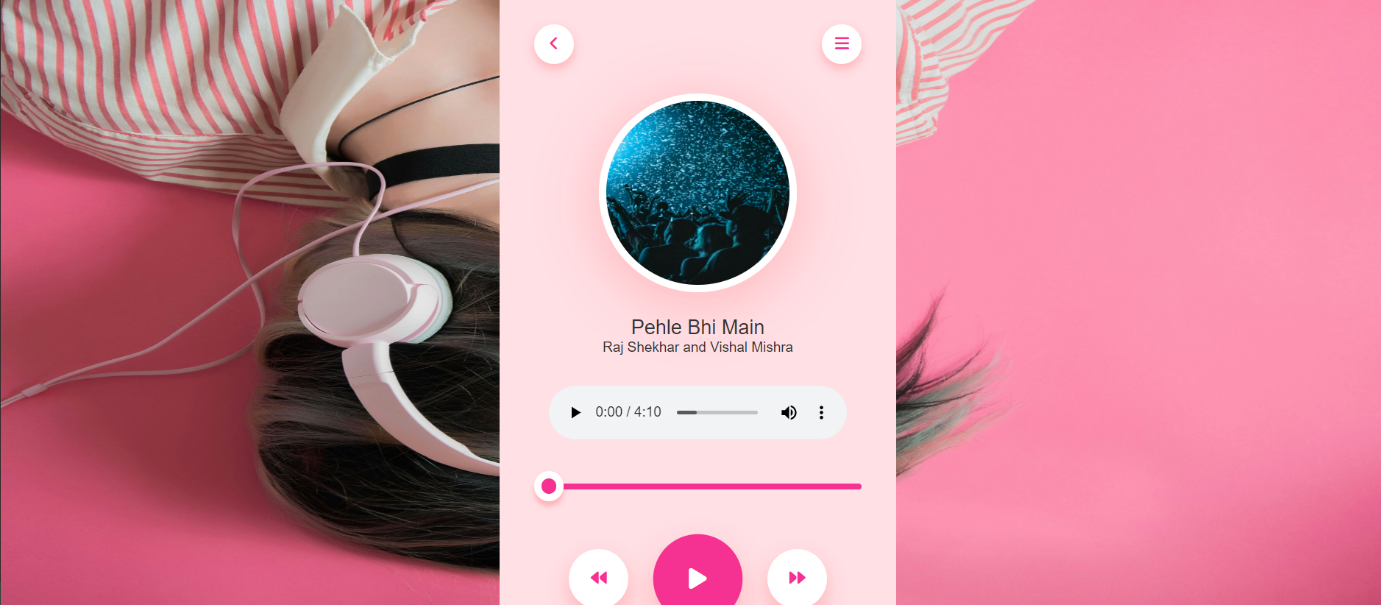 Pehle Bhi Main
Raj Shekhar and Vishal Mishra
0:00 / 4:10